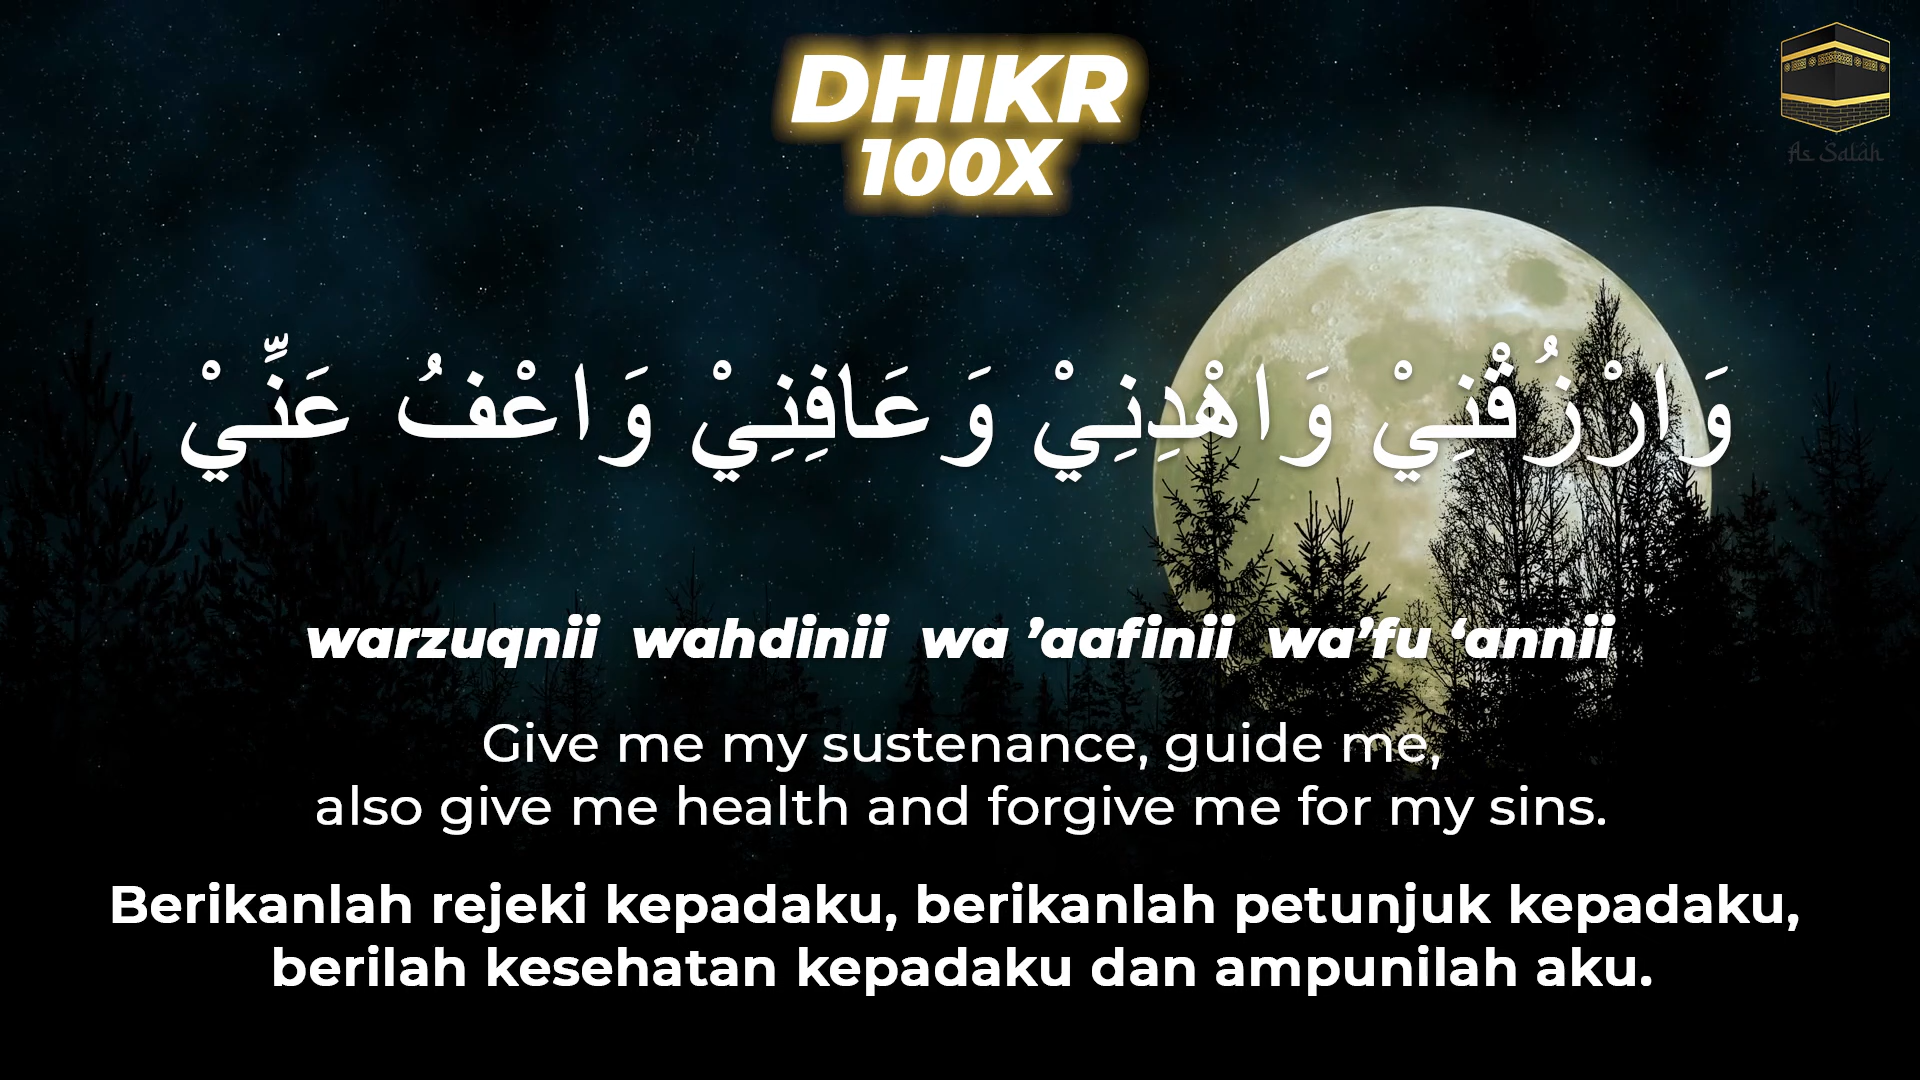 DHIKR
100X
As Salah
وَارْزُقْنِيْ وَاهْدِنِيْ وَعَافِنِيْ وَاعْفُ عَنِّيْ
warzuqnii wahdinii wa ’aafinii wa’fu ‘annii
Give me my sustenance, guide me,
also give me health and forgive me for my sins.
Berikanlah rejeki kepadaku, berikanlah petunjuk kepadaku,
berilah kesehatan kepadaku dan ampunilah aku.